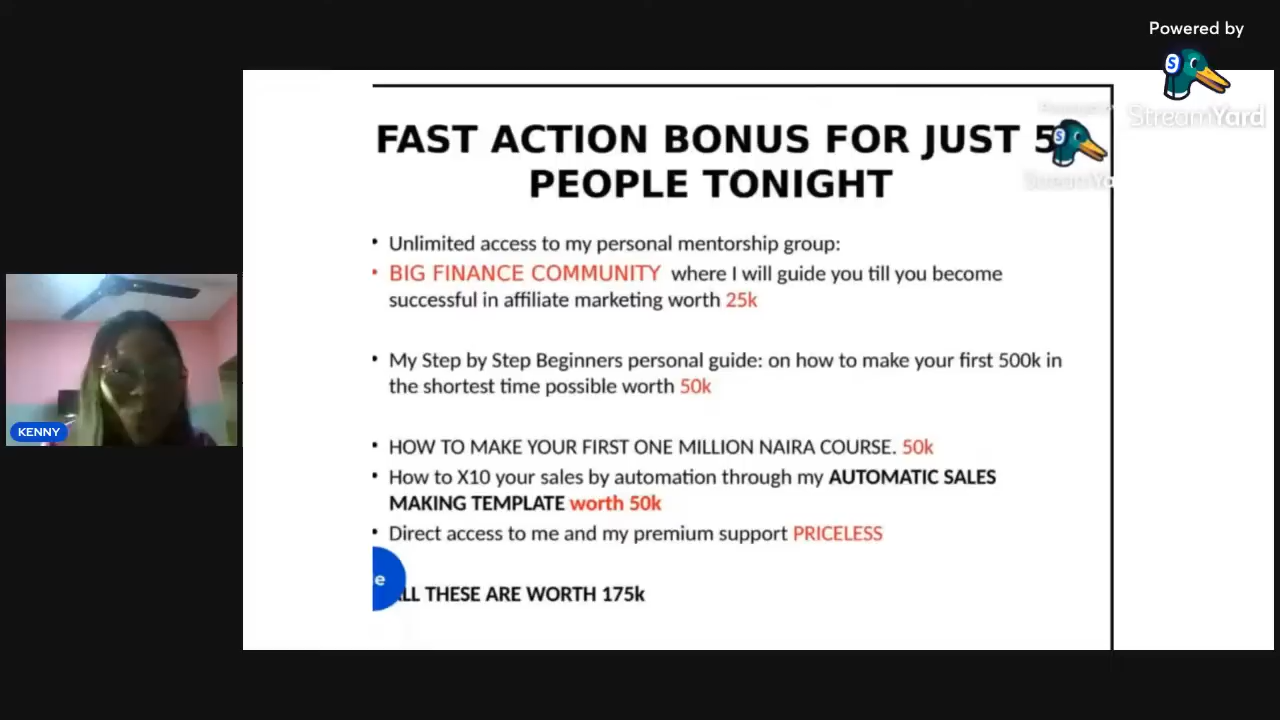 Powered by
StreamYard
FAST ACTION BONUS FOR JUST 5
PEOPLE TONIGHT
• Unlimited access to my personal mentorship group:
• BIG FINANCE COMMUNITY where I will guide you till you become
successful in affiliate marketing worth 25k
• My Step by Step Beginners personal guide: on how to make your first 500k in
the shortest time possible worth 50k
• HOW TO MAKE YOUR FIRST ONE MILLION NAIRA COURSE. 50k
• How to X10 your sales by automation through my AUTOMATIC SALES
MAKING TEMPLATE worth 50k
• Direct access to me and my premium support PRICELESS
e
LL THESE ARE WORTH 175k
KENNY